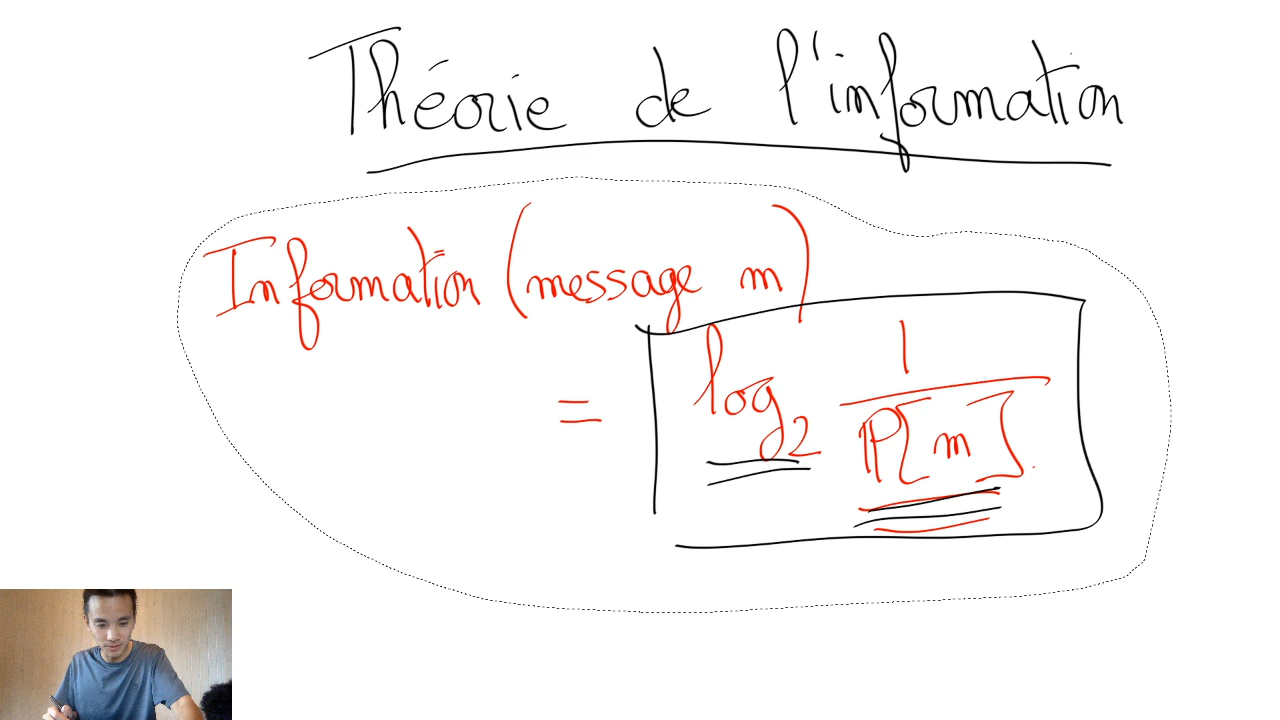 Théorie de l'information
Information (message m)
= log₂ 1/ℙ[m]